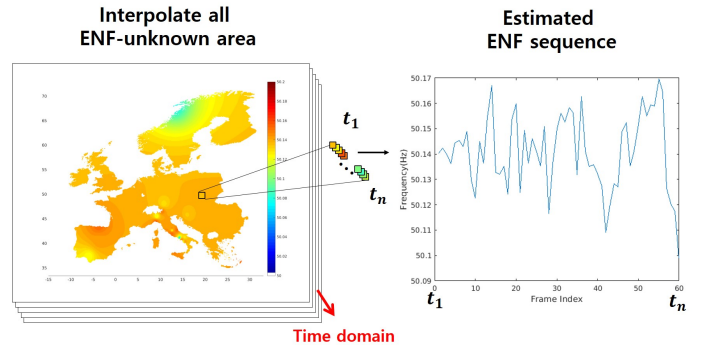 Interpolate all
ENF-unknown area
Estimated
ENF sequence
70
65
60
55
50
45
40
35
-15 -10 -5 0 5 10 15 20 25 30
50.2
50.18
50.16
50.14
50.12
50.1
50.08
50.06
50.04
50.02
50
t1
tn
Time domain
50.17
50.16
50.15
50.14
50.13
50.12
50.11
50.1
50.09
Frequency(Hz)
0 10 20 30 40 50 60
Frame Index
t1
tn